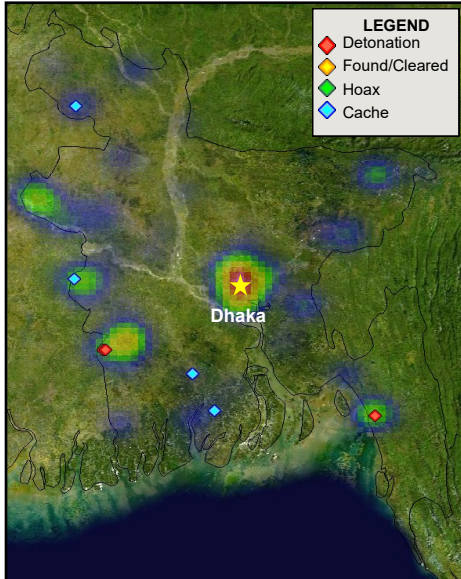 LEGEND
Detonation
Found/Cleared
Hoax
Cache
Dhaka